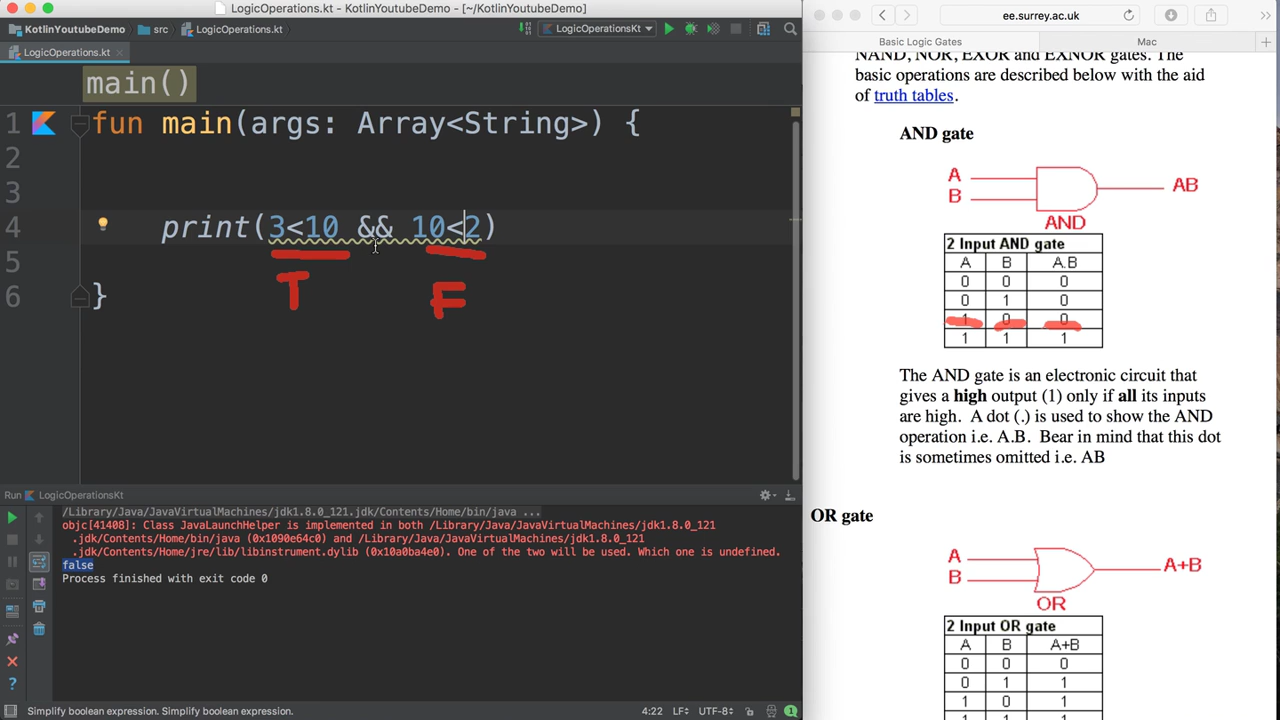 LogicOperations.kt - KotlinYoutubeDemo - [~/KotlinYoutubeDemo]
KotlinYoutubeDemo src LogicOperations.kt LogicOperationsKt
LogicOperations.kt
main()
1 fun main(args: Array<String>) {
2
3
4 print(3<10 && 10<2)
5
T F
6 }
Run LogicOperationsKt
/Library/Java/JavaVirtualMachines/jdk1.8.0_121.jdk/Contents/Home/bin/java ...
objc[41408]: Class JavaLaunchHelper is implemented in both /Library/Java/JavaVirtualMachines/jdk1.8.0_121
.jdk/Contents/Home/bin/java (0x1090e64c0) and /Library/Java/JavaVirtualMachines/jdk1.8.0_121
.jdk/Contents/Home/jre/lib/libinstrument.dylib (0x10a0ba4e0). One of the two will be used. Which one is undefined.
false
Process finished with exit code 0
Simplify boolean expression. Simplify boolean expression. 4:22 LF÷ UTF-8÷ 1
ee.surrey.ac.uk
Basic Logic Gates Mac
NAND, NOR, EXOR and EXNOR gates. The
basic operations are described below with the aid
of truth tables.
AND gate
A
B
AB
AND
2 Input AND gate
A B A.B
0 0 0
0 1 0
1 0 0
1 1 1
The AND gate is an electronic circuit that
gives a high output (1) only if all its inputs
are high. A dot (.) is used to show the AND
operation i.e. A.B. Bear in mind that this dot
is sometimes omitted i.e. AB
OR gate
A
B
A+B
OR
2 Input OR gate
A B A+B
0 0 0
0 1 1
1 0 1
1 1 1